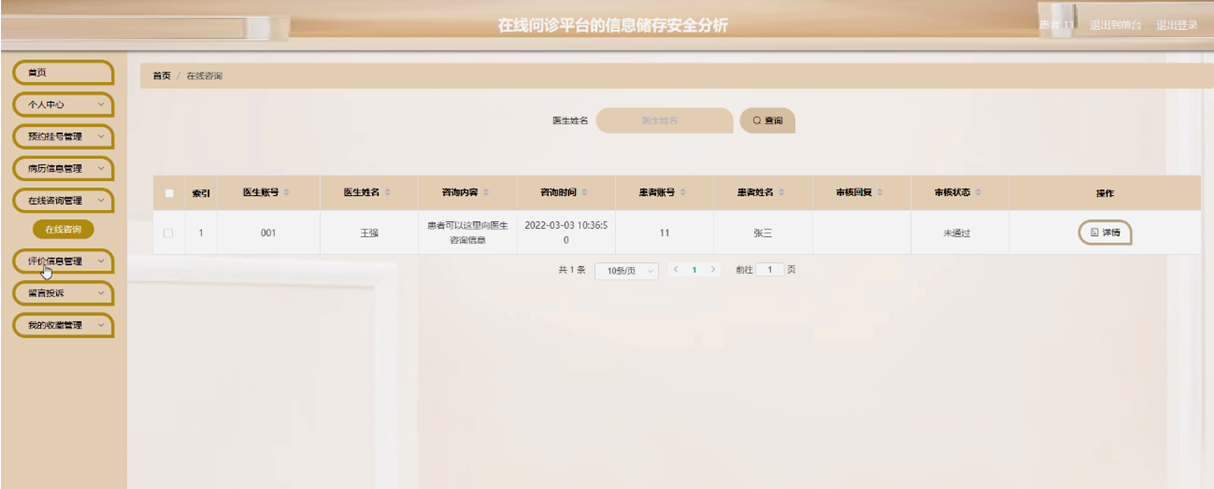 在线问诊平台的信息储存安全分析
患者 11 退出到前台 退出登录
首页
个人中心
预约挂号管理
病历信息管理
在线咨询管理
在线咨询
评价信息管理
留言投诉
我的收藏管理
首页 / 在线咨询
医生姓名 医生姓名 查询
索引 医生账号 医生姓名 咨询内容 咨询时间 患者账号 患者姓名 审核回复 审核状态 操作
1 001 王强 患者可以这里向医生 2022-03-03 10:36:5 11 张三 未通过 详情
咨询信息 0
共 1 条 10条/页 1 前往 1 页